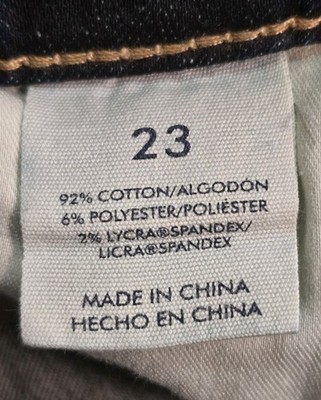 23
92% COTTON/ALGODÓN
6% POLYESTER/POLIÉSTER
2% LYCRA®SPANDEX/
LICRA®SPANDEX
MADE IN CHINA
HECHO EN CHINA